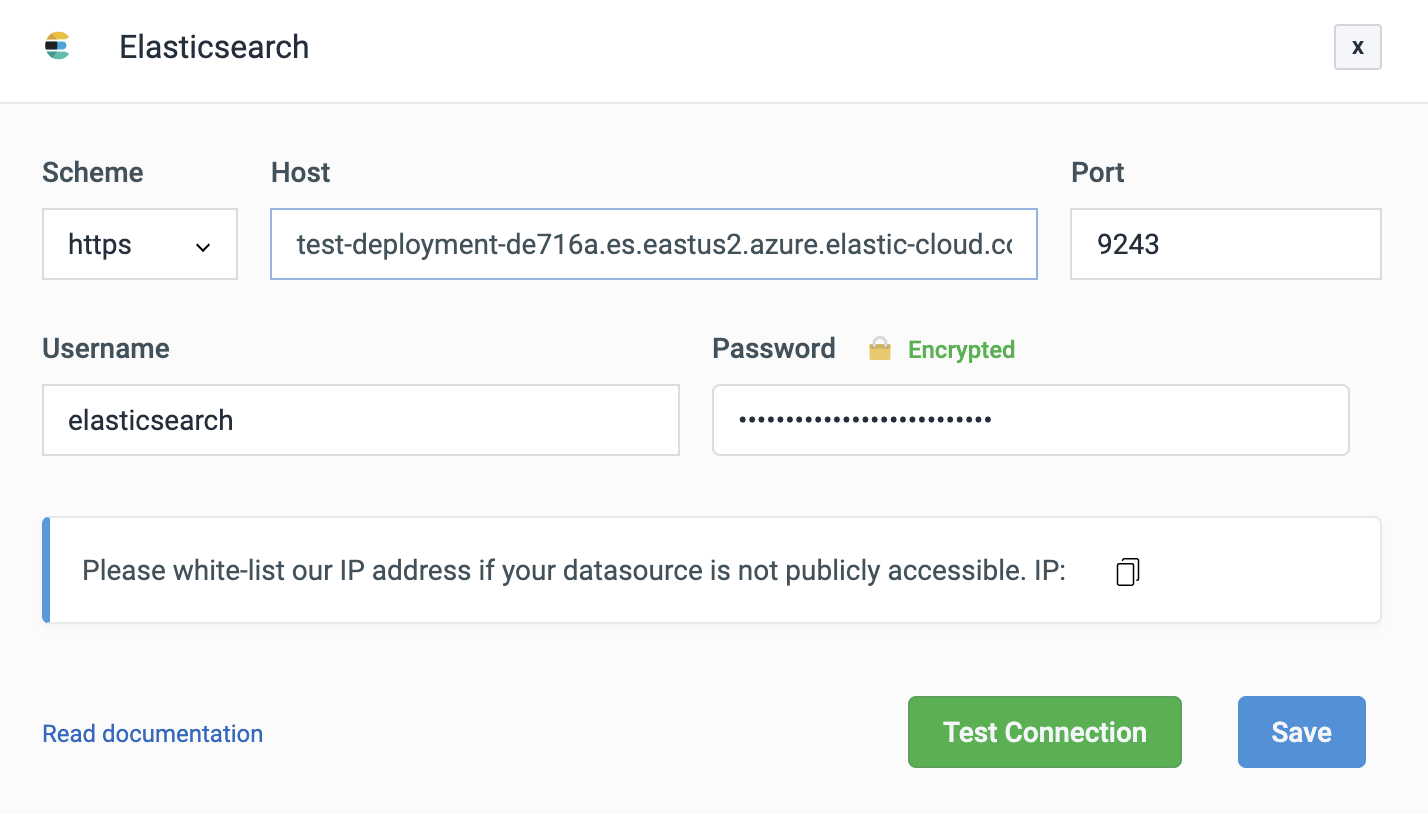 Elasticsearch
x
Scheme
Host
Port
https
test-deployment-de716a.es.eastus2.azure.elastic-cloud.cc
9243
Username
Password
Encrypted
elasticsearch
•••••••••••••••••••••••••••
Please white-list our IP address if your datasource is not publicly accessible. IP:
Read documentation
Test Connection
Save